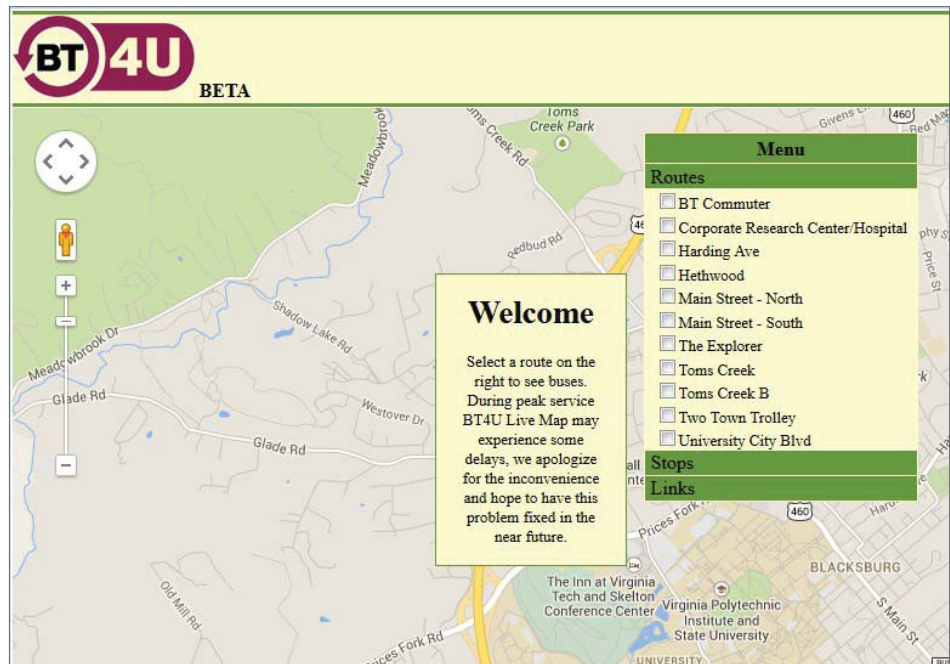 BT 4U
BETA
Toms
Creek Park
Toms Creek Rd
Meadowbrook
460
Givens
Red
Menu
Routes
BT Commuter
Corporate Research Center/Hospital
Harding Ave
Hethwood
Main Street - North
Main Street - South
The Explorer
Toms Creek
Toms Creek B
Two Town Trolley
University City Blvd
Stops
Links
Redbud Rd
Price St
Shadow Lake Rd
Meadowbrook Dr
Glade Rd
Westover Dr
Glade Rd
Welcome
Select a route on the
right to see buses.
During peak service
BT4U Live Map may
experience some
delays, we apologize
for the inconvenience
and hope to have this
problem fixed in the
near future.
Prices Fork
460
BLACKSBURG
The Inn at Virginia
Tech and Skelton
Conference Center
Virginia Polytechnic
Institute and
State University
Old Mill Rd
S Main St
Prices Fork Rd
UNIVERSITY